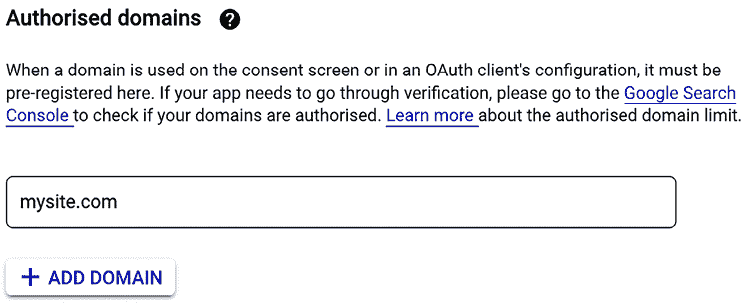 Authorised domains ?
When a domain is used on the consent screen or in an OAuth client's configuration, it must be
pre-registered here. If your app needs to go through verification, please go to the Google Search
Console to check if your domains are authorised. Learn more about the authorised domain limit.
mysite.com
+ ADD DOMAIN